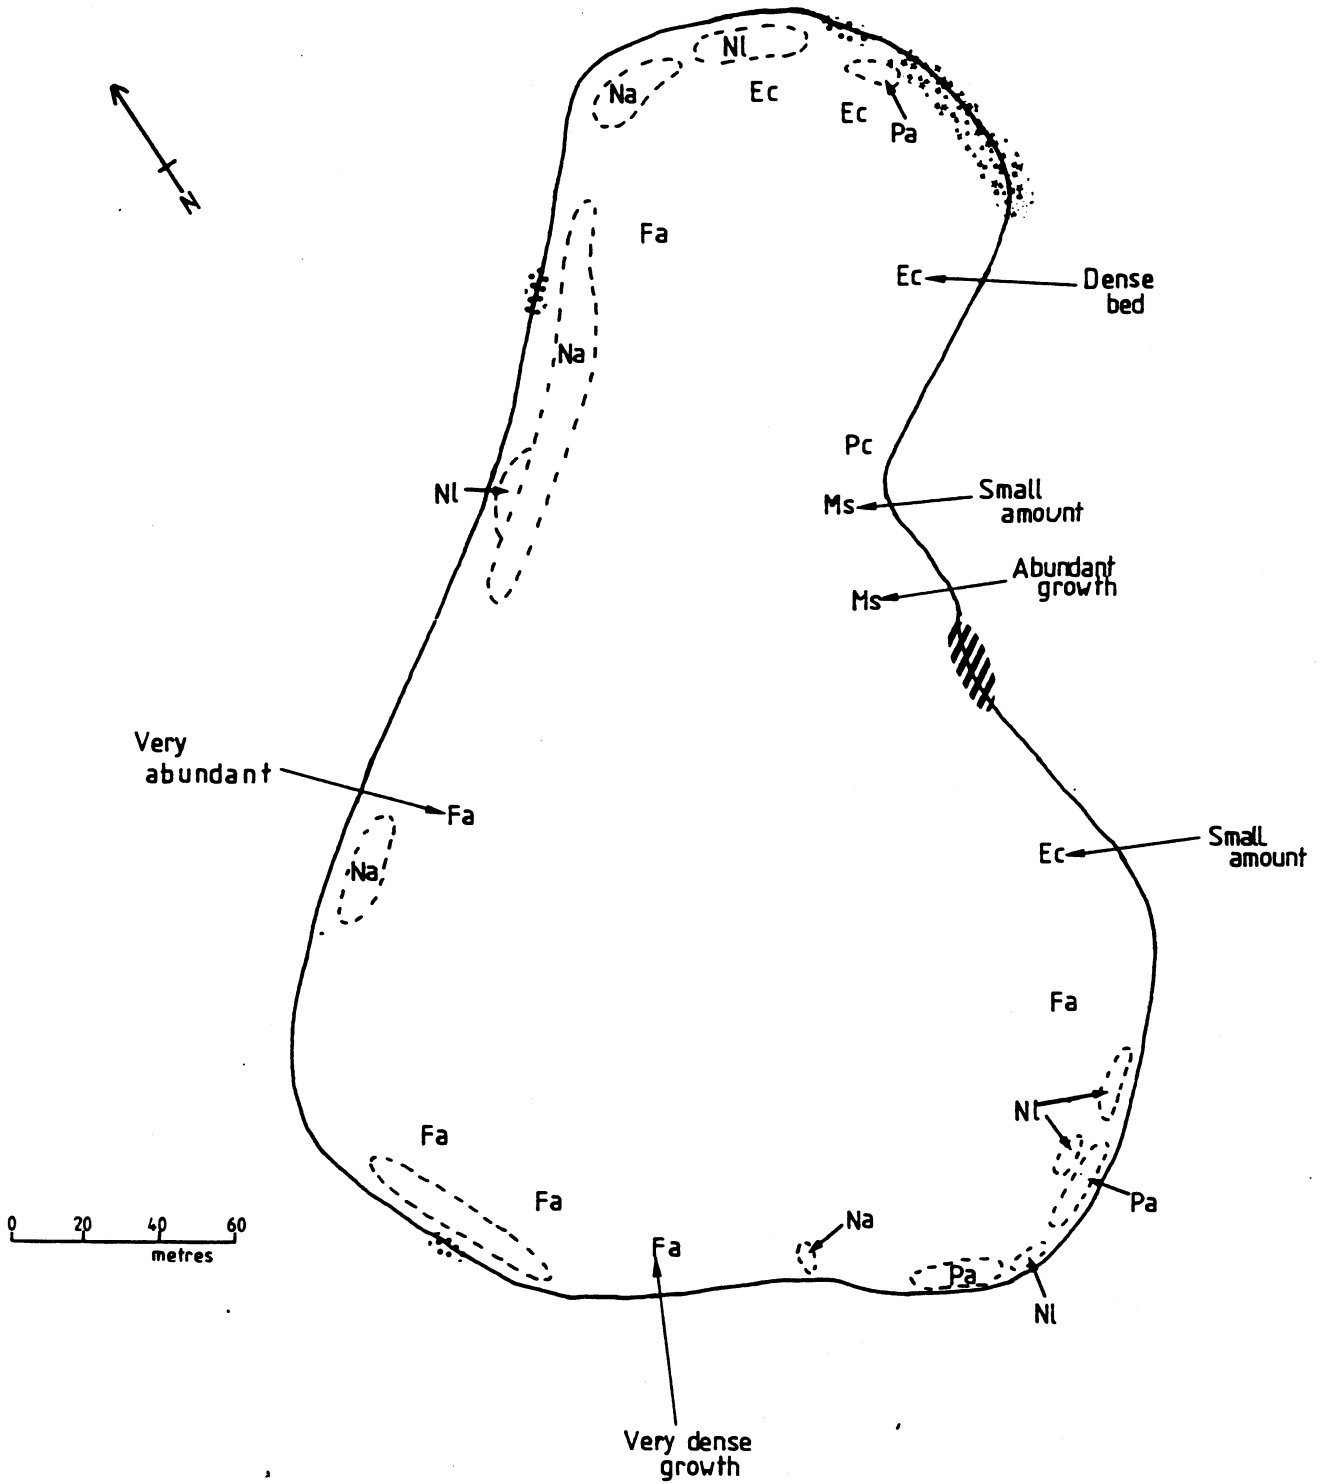 Nl
Na
Ec
Ec
Pa
N
Fa
Ec
Dense
bed
Na
Pc
Nl
Ms
Small
amount
Ms
Abundant
growth
Very
abundant
Fa
Ec
Small
amount
Na
Fa
Nl
Fa
Fa
Pa
Na
0 20 40 60
metres
Fa
Pa
Nl
Very dense
growth